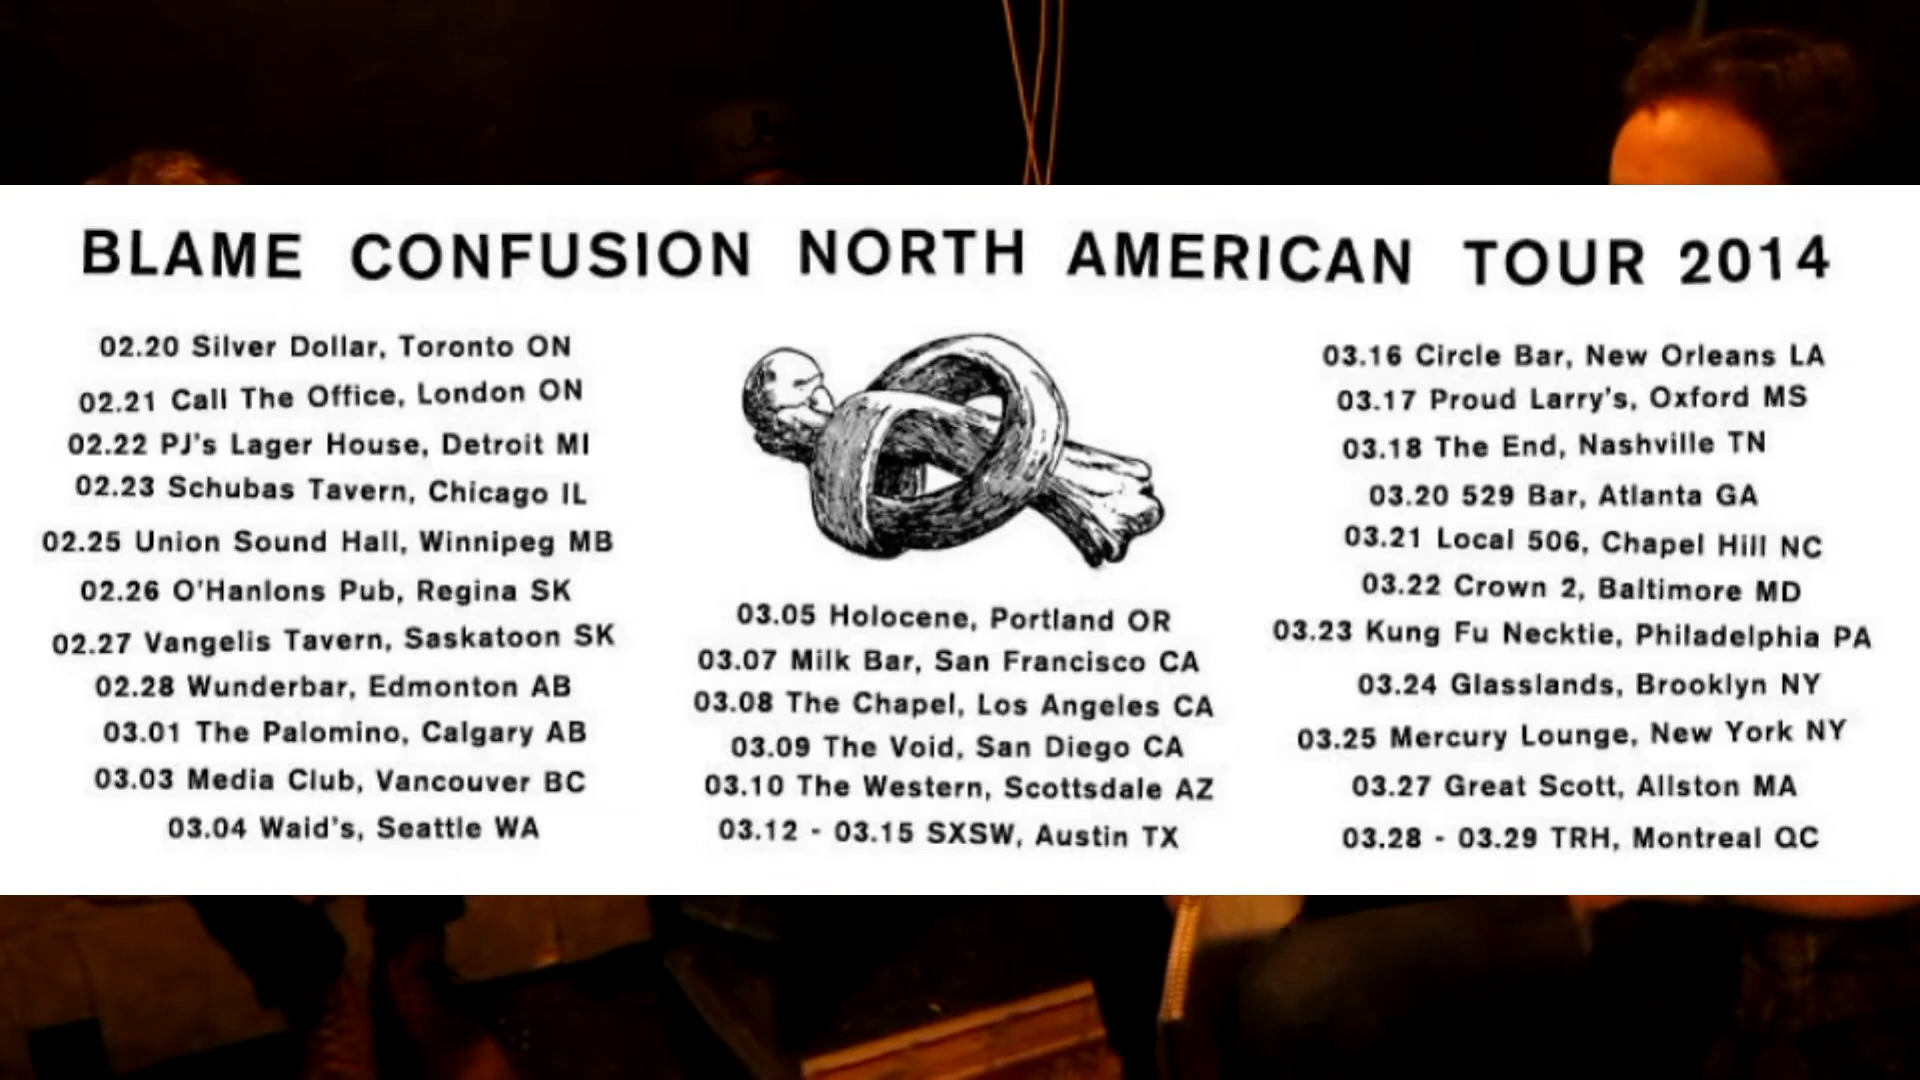 BLAME CONFUSION NORTH AMERICAN TOUR 2014
02.20 Silver Dollar, Toronto ON
02.21 Call The Office, London ON
02.22 PJ's Lager House, Detroit MI
02.23 Schubas Tavern, Chicago IL
02.25 Union Sound Hall, Winnipeg MB
02.26 O'Hanlons Pub, Regina SK
02.27 Vangelis Tavern, Saskatoon SK
02.28 Wunderbar, Edmonton AB
03.01 The Palomino, Calgary AB
03.03 Media Club, Vancouver BC
03.04 Waid's, Seattle WA
03.05 Holocene, Portland OR
03.07 Milk Bar, San Francisco CA
03.08 The Chapel, Los Angeles CA
03.09 The Void, San Diego CA
03.10 The Western, Scottsdale AZ
03.12 - 03.15 SXSW, Austin TX
03.16 Circle Bar, New Orleans LA
03.17 Proud Larry's, Oxford MS
03.18 The End, Nashville TN
03.20 529 Bar, Atlanta GA
03.21 Local 506, Chapel Hill NC
03.22 Crown 2, Baltimore MD
03.23 Kung Fu Necktie, Philadelphia PA
03.24 Glasslands, Brooklyn NY
03.25 Mercury Lounge, New York NY
03.27 Great Scott, Allston MA
03.28 - 03.29 TRH, Montreal QC